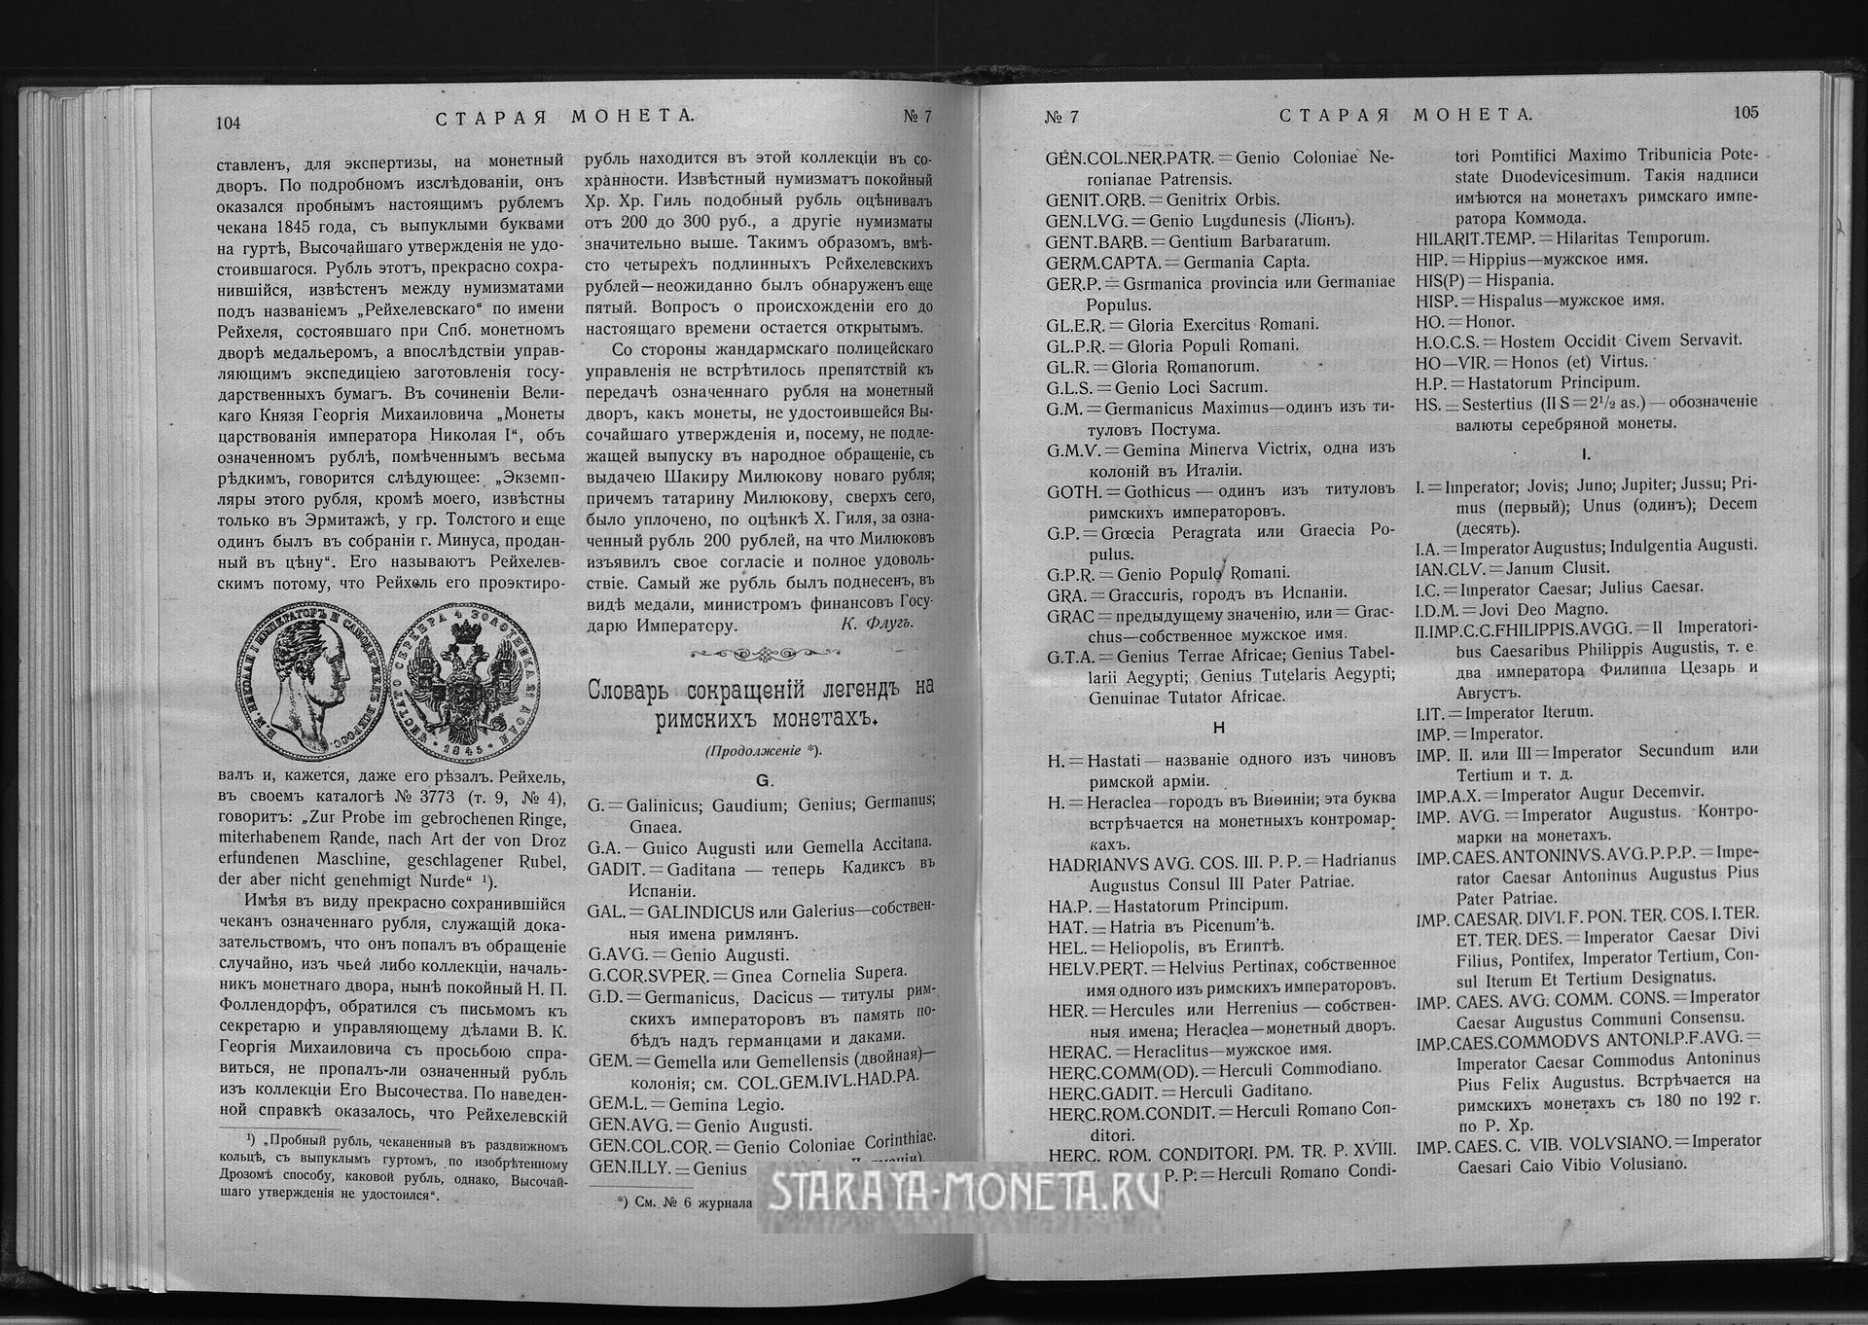 104
СТАРАЯ МОНЕТА.
№ 7
ставленъ, для экспертизы, на монетный
дворъ. По подробномъ изслѣдованіи, онъ
оказался пробнымъ настоящимъ рублемъ
чекана 1845 года, съ выпуклыми буквами
на гуртѣ, Высочайшаго утвержденія не удо-
стоившагося. Рубль этотъ, прекрасно сохра-
нившійся, извѣстенъ между нумизматами
подъ названіемъ „Рейхелевскаго“ по имени
Рейхеля, состоявшаго при Спб. монетномъ
дворѣ медальеромъ, а впослѣдствіи управ-
ляющимъ экспедиціею заготовленія госу-
дарственныхъ бумагъ. Въ сочиненіи Вели-
каго Князя Георгія Михаиловича „Монеты
царствованія императора Николая I“, объ
означенномъ рублѣ, помѣченнымъ весьма
рѣдкимъ, говорится слѣдующее: „Экземп-
ляры этого рубля, кромѣ моего, извѣстны
только въ Эрмитажѣ, у гр. Толстого и еще
одинъ былъ въ собраніи г. Минуса, продан-
ный въ цѣну“. Его называютъ Рейхелев-
скимъ потому, что Рейхель его проэктиро-
Б. М. НИКОЛАЙ I ИМПЕРАТОРЪ И САМОДЕРЖЕЦЪ ВСЕРОСС.
ЧИСТАГО СЕРЕБРА 4 ЗОЛОТНИКА 21 ДОЛЯ
1845
валъ и, кажется, даже его рѣзалъ. Рейхель,
въ своемъ каталогѣ № 3773 (т. 9, № 4),
говоритъ: „Zur Probe im gebrochenen Ringe,
miterhabenem Rande, nach Art der von Droz
erfundenen Maschine, geschlagener Rubel,
der aber nicht genehmigt Nurde“ ¹).
Имѣя въ виду прекрасно сохранившійся
чеканъ означеннаго рубля, служащій дока-
зательствомъ, что онъ попалъ въ обращеніе
случайно, изъ чьей либо коллекціи, началь-
никъ монетнаго двора, нынѣ покойный Н. П.
Фоллендорфъ, обратился съ письмомъ къ
секретарю и управляющему дѣлами В. К.
Георгія Михаиловича съ просьбою спра-
виться, не пропалъ-ли означенный рубль
изъ коллекціи Его Высочества. По наведен-
ной справкѣ оказалось, что Рейхелевскій
¹) „Пробный рубль, чеканенный въ раздвижномъ
кольцѣ, съ выпуклымъ гуртомъ, по изобрѣтенному
Дрозомъ способу, каковой рубль, однако, Высочай-
шаго утвержденія не удостоился“.
рубль находится въ этой коллекціи въ со-
хранности. Извѣстный нумизматъ покойный
Хр. Хр. Гиль подобный рубль оцѣнивалъ
отъ 200 до 300 руб., а другіе нумизматы
значительно выше. Такимъ образомъ, вмѣ-
сто четырехъ подлинныхъ Рейхелевскихъ
рублей—неожиданно былъ обнаруженъ еще
пятый. Вопросъ о происхожденіи его до
настоящаго времени остается открытымъ.
Со стороны жандармскаго полицейскаго
управленія не встрѣтилось препятствій къ
передачѣ означеннаго рубля на монетный
дворъ, какъ монеты, не удостоившейся Вы-
сочайшаго утвержденія и, посему, не подле-
жащей выпуску въ народное обращеніе, съ
выдачею Шакиру Милюкову новаго рубля;
причемъ татарину Милюкову, сверхъ сего,
было уплочено, по оцѣнкѣ Х. Гиля, за озна-
ченный рубль 200 рублей, на что Милюковъ
изъявилъ свое согласіе и полное удоволь-
ствіе. Самый же рубль былъ поднесенъ, въ
видѣ медали, министромъ финансовъ Госу-
дарю Императору. К. Флугъ.
Словарь сокращеній легендъ на
римскихъ монетахъ.
(Продолженіе *).
G.
G. = Galinicus; Gaudium; Genius; Germanus;
Gnaea.
G.A. — Guico Augusti или Gemella Accitana.
GADIT. = Gaditana — теперь Кадиксъ въ
Испаніи.
GAL. = GALINDICUS или Galerius—собствен-
ныя имена римлянъ.
G.AVG. = Genio Augusti.
G.COR.SVPER. = Gnea Cornelia Supera.
G.D. = Germanicus, Dacicus — титулы рим-
скихъ императоровъ въ память по-
бѣдъ надъ германцами и даками.
GEM. = Gemella или Gemellensis (двойная)—
колонія; см. COL.GEM.IVL.HAD.PA.
GEM.L. = Gemina Legio.
GEN.AVG. = Genio Augusti.
GEN.COL.COR. = Genio Coloniae Corinthiae.
GEN.ILLY. = Genius
*) См. № 6 журнала
№ 7
СТАРАЯ МОНЕТА.
105
GEN.COL.NER.PATR. = Genio Coloniae Ne-
ronianae Patrensis.
GENIT.ORB. = Genitrix Orbis.
GEN.LVG. = Genio Lugdunesis (Ліонъ).
GENT.BARB. = Gentium Barbararum.
GERM.CAPTA. = Germania Capta.
GER.P. = Gsrmanica provincia или Germaniae
Populus.
GL.E.R. = Gloria Exercitus Romani.
GL.P.R. = Gloria Populi Romani.
GL.R. = Gloria Romanorum.
G.L.S. = Genio Loci Sacrum.
G.M. = Germanicus Maximus—одинъ изъ ти-
туловъ Постума.
G.M.V. = Gemina Minerva Victrix, одна изъ
колоній въ Италіи.
GOTH. = Gothicus — одинъ изъ титуловъ
римскихъ императоровъ.
G.P. = Grœcia Peragrata или Graecia Po-
pulus.
G.P.R. = Genio Populo Romani.
GRA. = Graccuris, городъ въ Испаніи.
GRAC = предыдущему значенію, или = Grac-
chus—собственное мужское имя.
G.T.A. = Genius Terrae Africae; Genius Tabel-
larii Aegypti; Genius Tutelaris Aegypti;
Genuinae Tutator Africae.
H
H. = Hastati — названіе одного изъ чиновъ
римской арміи.
H. = Heraclea—городъ въ Виѳиніи; эта буква
встрѣчается на монетныхъ контромар-
кахъ.
HADRIANVS AVG. COS. III. P. P. = Hadrianus
Augustus Consul III Pater Patriae.
HA.P. = Hastatorum Principum.
HAT. = Hatria въ Picenum'ѣ.
HEL. = Heliopolis, въ Египтѣ.
HELV.PERT. = Helvius Pertinax, собственное
имя одного изъ римскихъ императоровъ.
HER. = Hercules или Herrenius — собствен-
ныя имена; Heraclea—монетный дворъ.
HERAC. = Heraclitus—мужское имя.
HERC.COMM(OD). = Herculi Commodiano.
HERC.GADIT. = Herculi Gaditano.
HERC.ROM.CONDIT. = Herculi Romano Con-
ditori.
HERC. ROM. CONDITORI. PM. TR. P. XVIII.
P. P. = Herculi Romano Condi-
tori Pomtifici Maximo Tribunicia Pote-
state Duodevicesimum. Такія надписи
имѣются на монетахъ римскаго импе-
ратора Коммода.
HILARIT.TEMP. = Hilaritas Temporum.
HIP. = Hippius—мужское имя.
HIS(P) = Hispania.
HISP. = Hispalus—мужское имя.
HO. = Honor.
H.O.C.S. = Hostem Occidit Civem Servavit.
HO—VIR. = Honos (et) Virtus.
H.P. = Hastatorum Principum.
HS. = Sestertius (II S = 2¹/₂ as.) — обозначеніе
валюты серебряной монеты.
I.
I. = Imperator; Jovis; Juno; Jupiter; Jussu; Pri-
mus (первый); Unus (одинъ); Decem
(десять).
I.A. = Imperator Augustus; Indulgentia Augusti.
IAN.CLV. = Janum Clusit.
I.C. = Imperator Caesar; Julius Caesar.
I.D.M. = Jovi Deo Magno.
II.IMP.C.C.FHILIPPIS.AVGG. = II Imperatori-
bus Caesaribus Philippis Augustis, т. е
два императора Филиппа Цезарь и
Августъ.
I.IT. = Imperator Iterum.
IMP. = Imperator.
IMP. II. или III = Imperator Secundum или
Tertium и т. д.
IMP.A.X. = Imperator Augur Decemvir.
IMP. AVG. = Imperator Augustus. Контро-
марки на монетахъ.
IMP.CAES.ANTONINVS.AVG.P.P.P. = Impe-
rator Caesar Antoninus Augustus Pius
Pater Patriae.
IMP. CAESAR. DIVI. F. PON. TER. COS. I. TER.
ET. TER. DES. = Imperator Caesar Divi
Filius, Pontifex, Imperator Tertium, Con-
sul Iterum Et Tertium Designatus.
IMP. CAES. AVG. COMM. CONS. = Imperator
Caesar Augustus Communi Consensu.
IMP.CAES.COMMODVS ANTONI.P.F.AVG. =
Imperator Caesar Commodus Antoninus
Pius Felix Augustus. Встрѣчается на
римскихъ монетахъ съ 180 по 192 г.
по Р. Хр.
IMP. CAES. C. VIB. VOLVSIANO. = Imperator
Caesari Caio Vibio Volusiano.
STARAYA-MONETA.RU